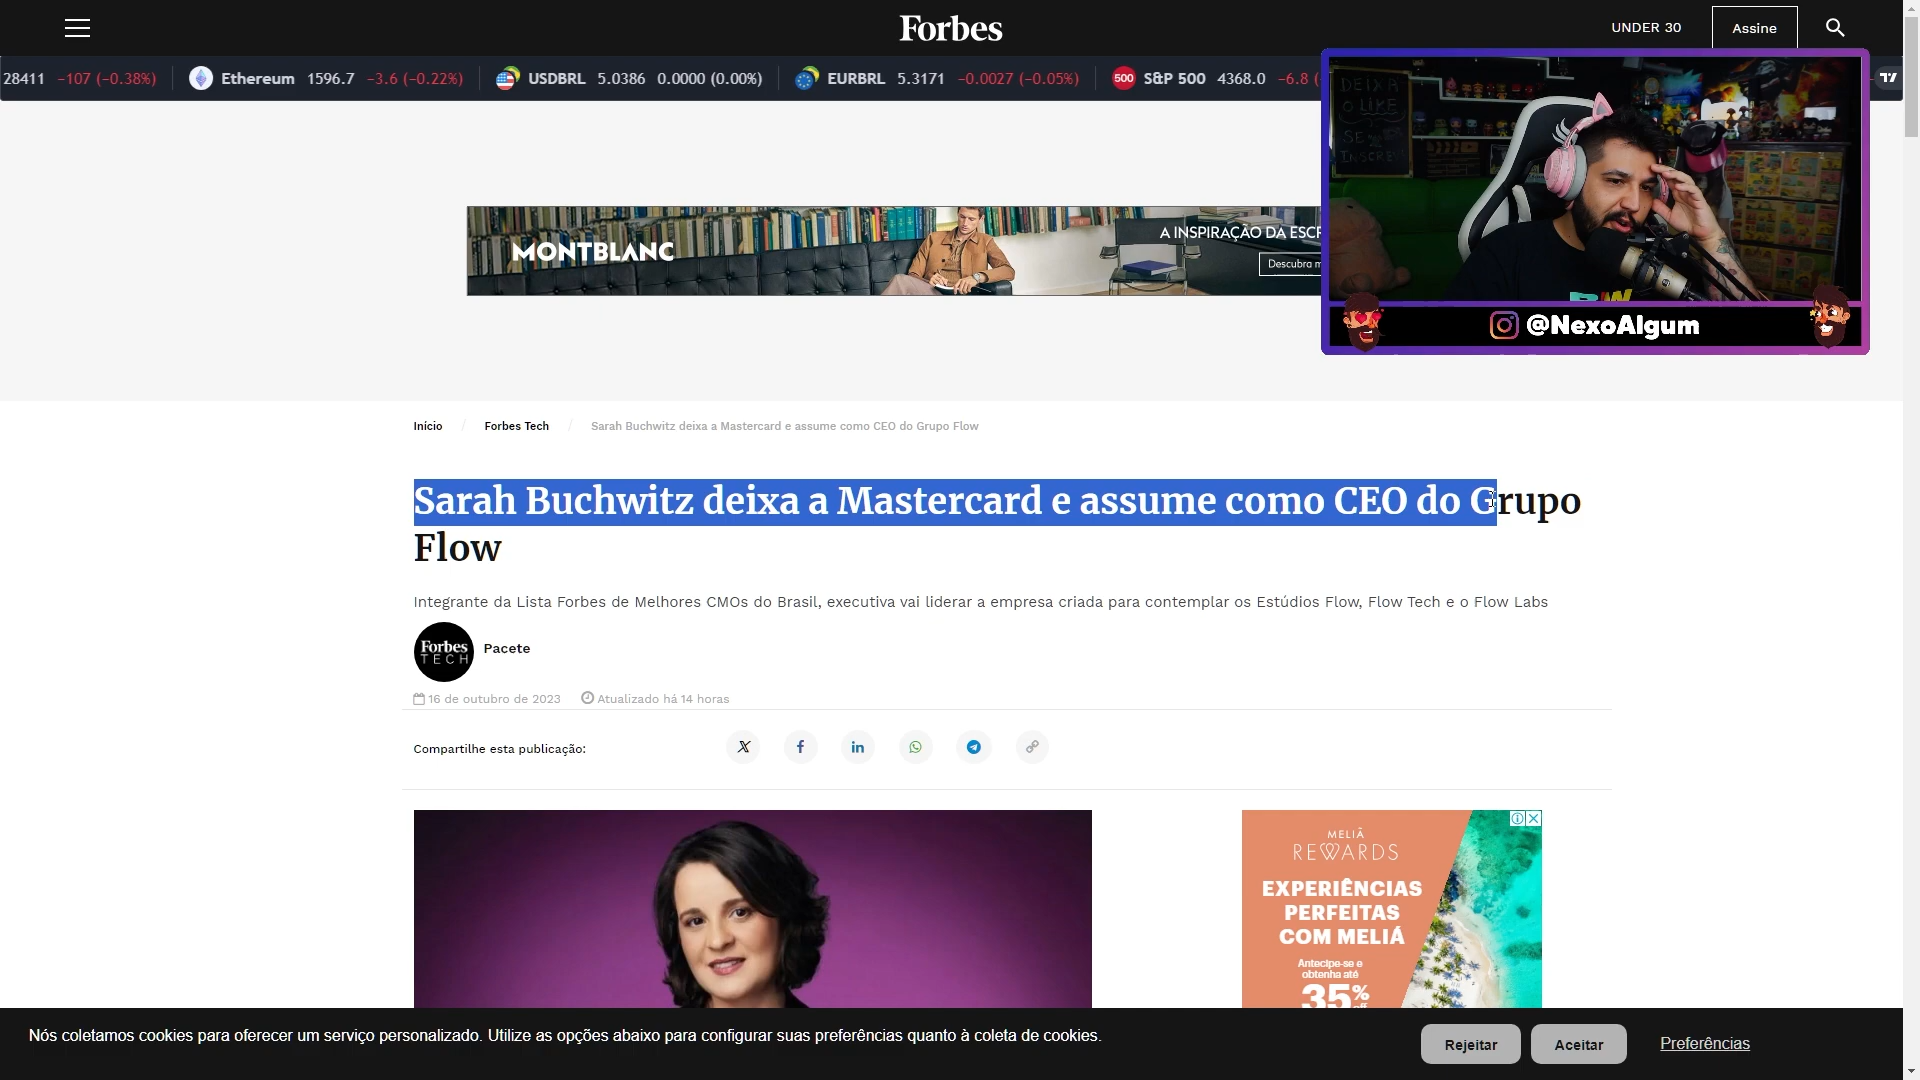 Forbes
UNDER 30
Assine
28411 −107 (−0.38%) Ethereum 1596.7 −3.6 (−0.22%) USDBRL 5.0386 0.0000 (0.00%) EURBRL 5.3171 −0.0027 (−0.05%) 500 S&P 500 4368.0 −6.8 (
DEIXA
O LIKE
SE
INSCREV
MONTBLANC
A INSPIRAÇÃO DA ESCR
Descubra m
@NexoAlgum
Início / Forbes Tech / Sarah Buchwitz deixa a Mastercard e assume como CEO do Grupo Flow
Sarah Buchwitz deixa a Mastercard e assume como CEO do Grupo
Flow
Integrante da Lista Forbes de Melhores CMOs do Brasil, executiva vai liderar a empresa criada para contemplar os Estúdios Flow, Flow Tech e o Flow Labs
Forbes
TECH
Pacete
16 de outubro de 2023 Atualizado há 14 horas
Compartilhe esta publicação:
MELIÃ
REWARDS
EXPERIÊNCIAS
PERFEITAS
COM MELIÁ
Antecipe-se e
obtenha até
35%
off
Nós coletamos cookies para oferecer um serviço personalizado. Utilize as opções abaixo para configurar suas preferências quanto à coleta de cookies.
Rejeitar
Aceitar
Preferências